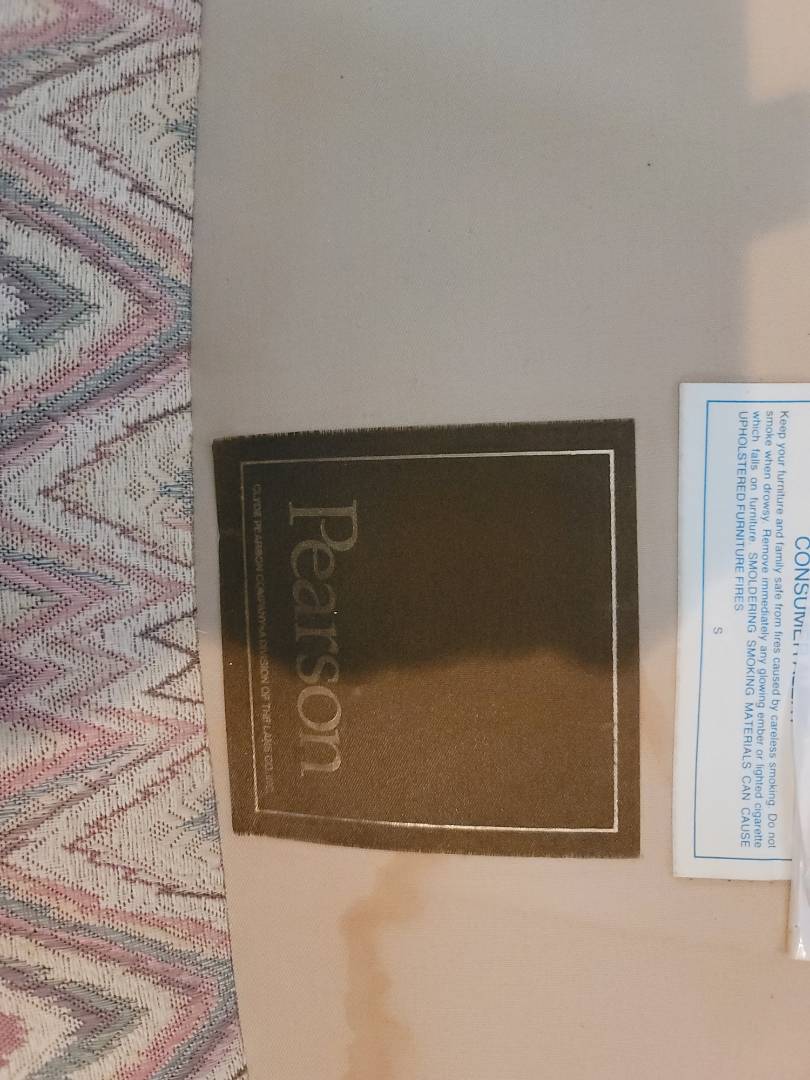 Pearson
CLYDE PEARSON COMPANY•A DIVISION OF THE LANE CO., INC.
Keep your furniture and family safe from fires caused by careless smoking. Do not
smoke when drowsy. Remove immediately any glowing ember or lighted cigarette
which falls on furniture. SMOLDERING SMOKING MATERIALS CAN CAUSE
UPHOLSTERED FURNITURE FIRES
S